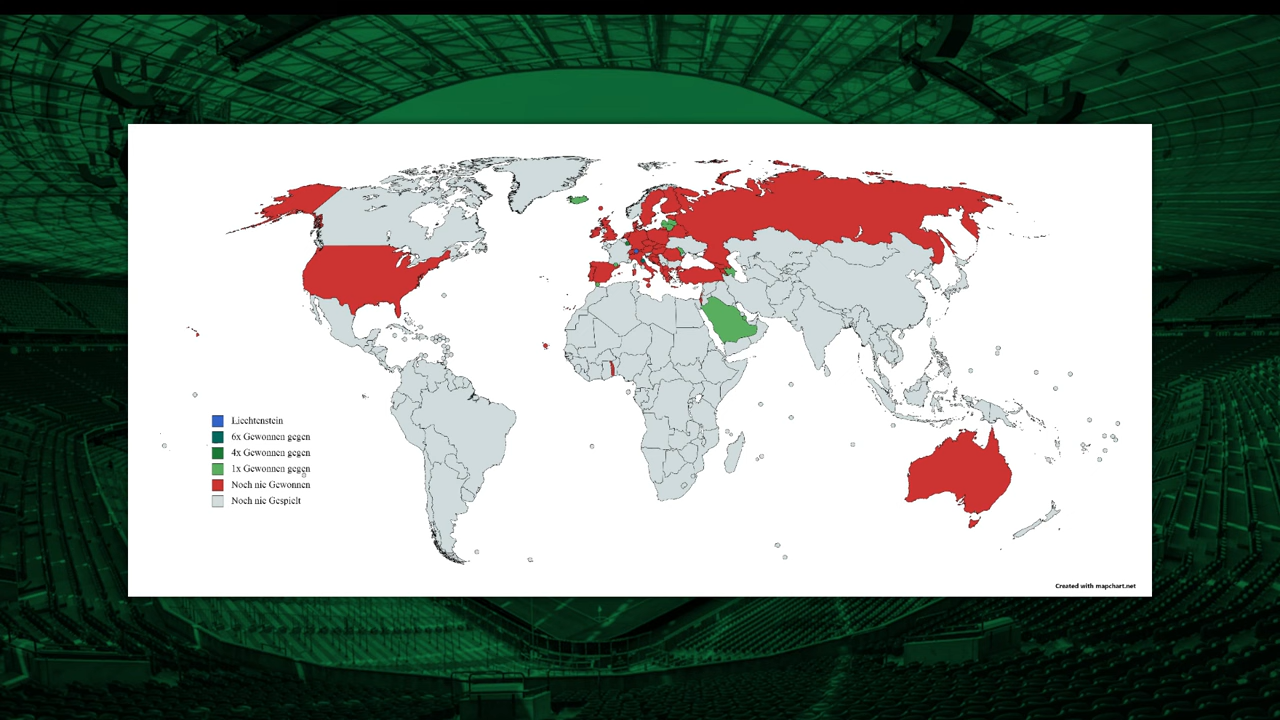 Liechtenstein
6x Gewonnen gegen
4x Gewonnen gegen
1x Gewonnen gegen
Noch nie Gewonnen
Noch nie Gespielt
Created with mapchart.net